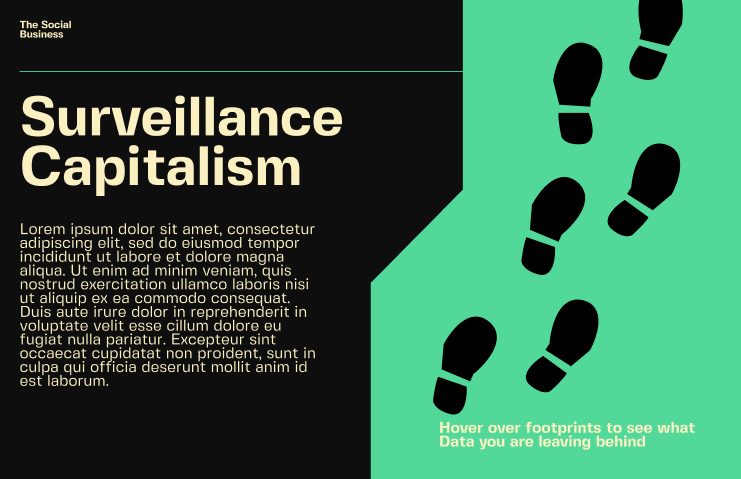 The Social
Business
Surveillance
Capitalism
Lorem ipsum dolor sit amet, consectetur
adipiscing elit, sed do eiusmod tempor
incididunt ut labore et dolore magna
aliqua. Ut enim ad minim veniam, quis
nostrud exercitation ullamco laboris nisi
ut aliquip ex ea commodo consequat.
Duis aute irure dolor in reprehenderit in
voluptate velit esse cillum dolore eu
fugiat nulla pariatur. Excepteur sint
occaecat cupidatat non proident, sunt in
culpa qui officia deserunt mollit anim id
est laborum.
Hover over footprints to see what
Data you are leaving behind